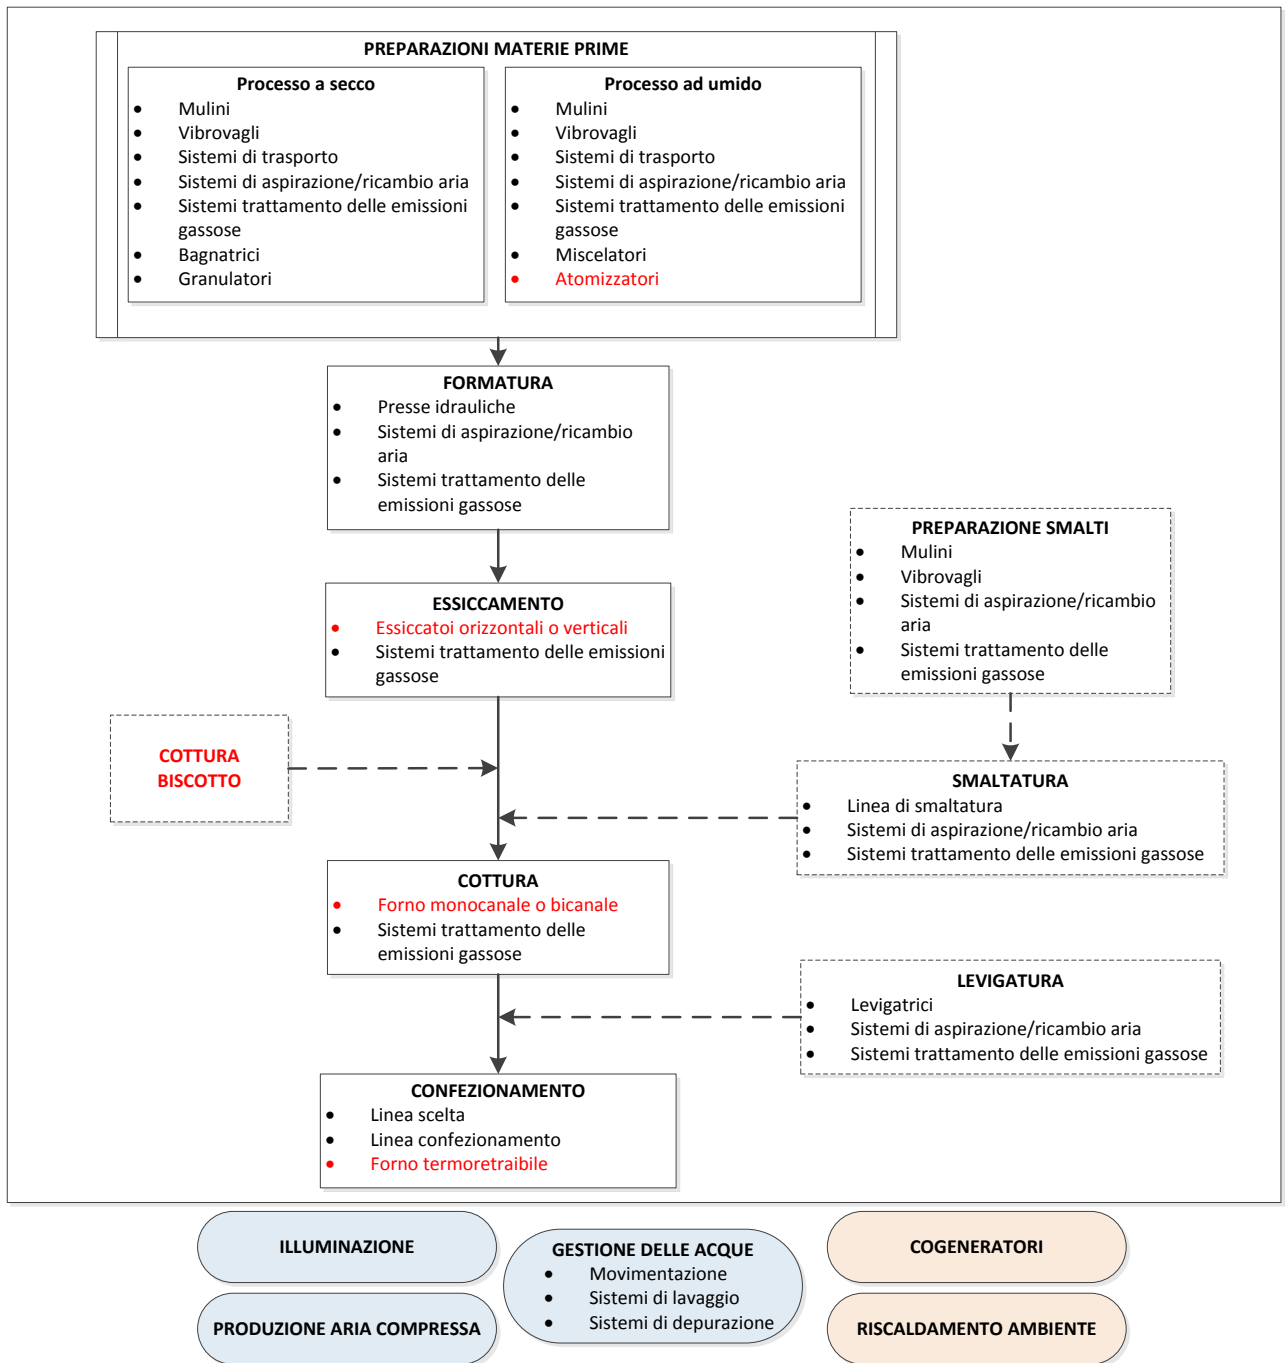 PREPARAZIONI MATERIE PRIME
Processo a secco
• Mulini
• Vibrovagli
• Sistemi di trasporto
• Sistemi di aspirazione/ricambio aria
• Sistemi trattamento delle emissioni
gassose
• Bagnatrici
• Granulatori
Processo ad umido
• Mulini
• Vibrovagli
• Sistemi di trasporto
• Sistemi di aspirazione/ricambio aria
• Sistemi trattamento delle emissioni
gassose
• Miscelatori
• Atomizzatori
FORMATURA
• Presse idrauliche
• Sistemi di aspirazione/ricambio
aria
• Sistemi trattamento delle
emissioni gassose
PREPARAZIONE SMALTI
• Mulini
• Vibrovagli
• Sistemi di aspirazione/ricambio
aria
• Sistemi trattamento delle
emissioni gassose
ESSICCAMENTO
• Essiccatoi orizzontali o verticali
• Sistemi trattamento delle emissioni
gassose
COTTURA
BISCOTTO
SMALTATURA
• Linea di smaltatura
• Sistemi di aspirazione/ricambio aria
• Sistemi trattamento delle emissioni gassose
COTTURA
• Forno monocanale o bicanale
• Sistemi trattamento delle
emissioni gassose
LEVIGATURA
• Levigatrici
• Sistemi di aspirazione/ricambio aria
• Sistemi trattamento delle emissioni gassose
CONFEZIONAMENTO
• Linea scelta
• Linea confezionamento
• Forno termoretraibile
ILLUMINAZIONE
GESTIONE DELLE ACQUE
• Movimentazione
• Sistemi di lavaggio
• Sistemi di depurazione
COGENERATORI
PRODUZIONE ARIA COMPRESSA
RISCALDAMENTO AMBIENTE